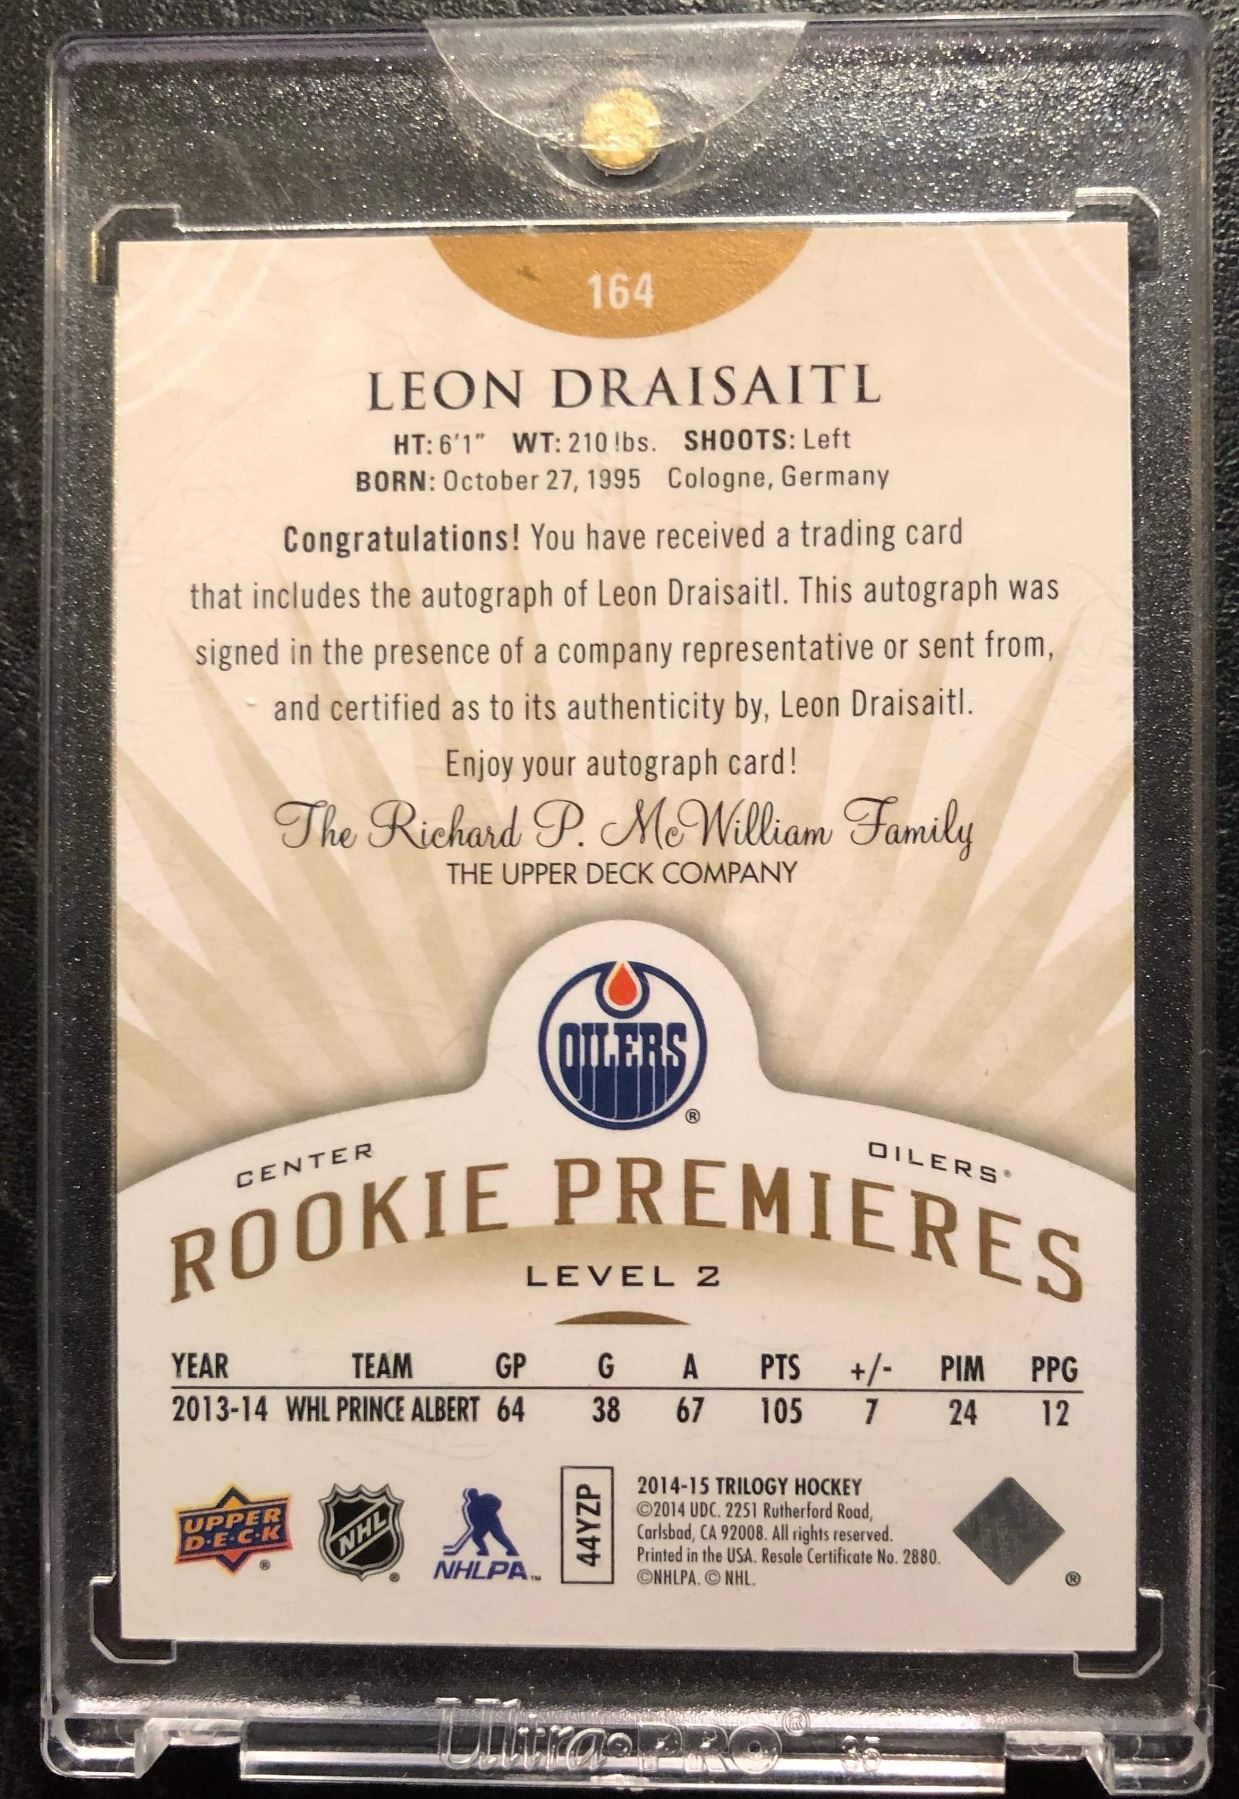 164
LEON DRAISAITL
HT: 6'1" WT: 210 lbs. SHOOTS: Left
BORN: October 27, 1995 Cologne, Germany
Congratulations! You have received a trading card
that includes the autograph of Leon Draisaitl. This autograph was
signed in the presence of a company representative or sent from,
and certified as to its authenticity by, Leon Draisaitl.
Enjoy your autograph card!
The Richard P. McWilliam Family
THE UPPER DECK COMPANY
OILERS®
CENTER OILERS®
ROOKIE PREMIERES
LEVEL 2
YEAR TEAM GP G A PTS +/- PIM PPG
2013-14 WHL PRINCE ALBERT 64 38 67 105 7 24 12
UPPER
D·E·C·K®
NHL®
NHLPA™
44YZP
2014-15 TRILOGY HOCKEY
©2014 UDC. 2251 Rutherford Road,
Carlsbad, CA 92008. All rights reserved.
Printed in the USA. Resale Certificate No. 2880.
©NHLPA. © NHL.
®
Ultra•PRO® 35